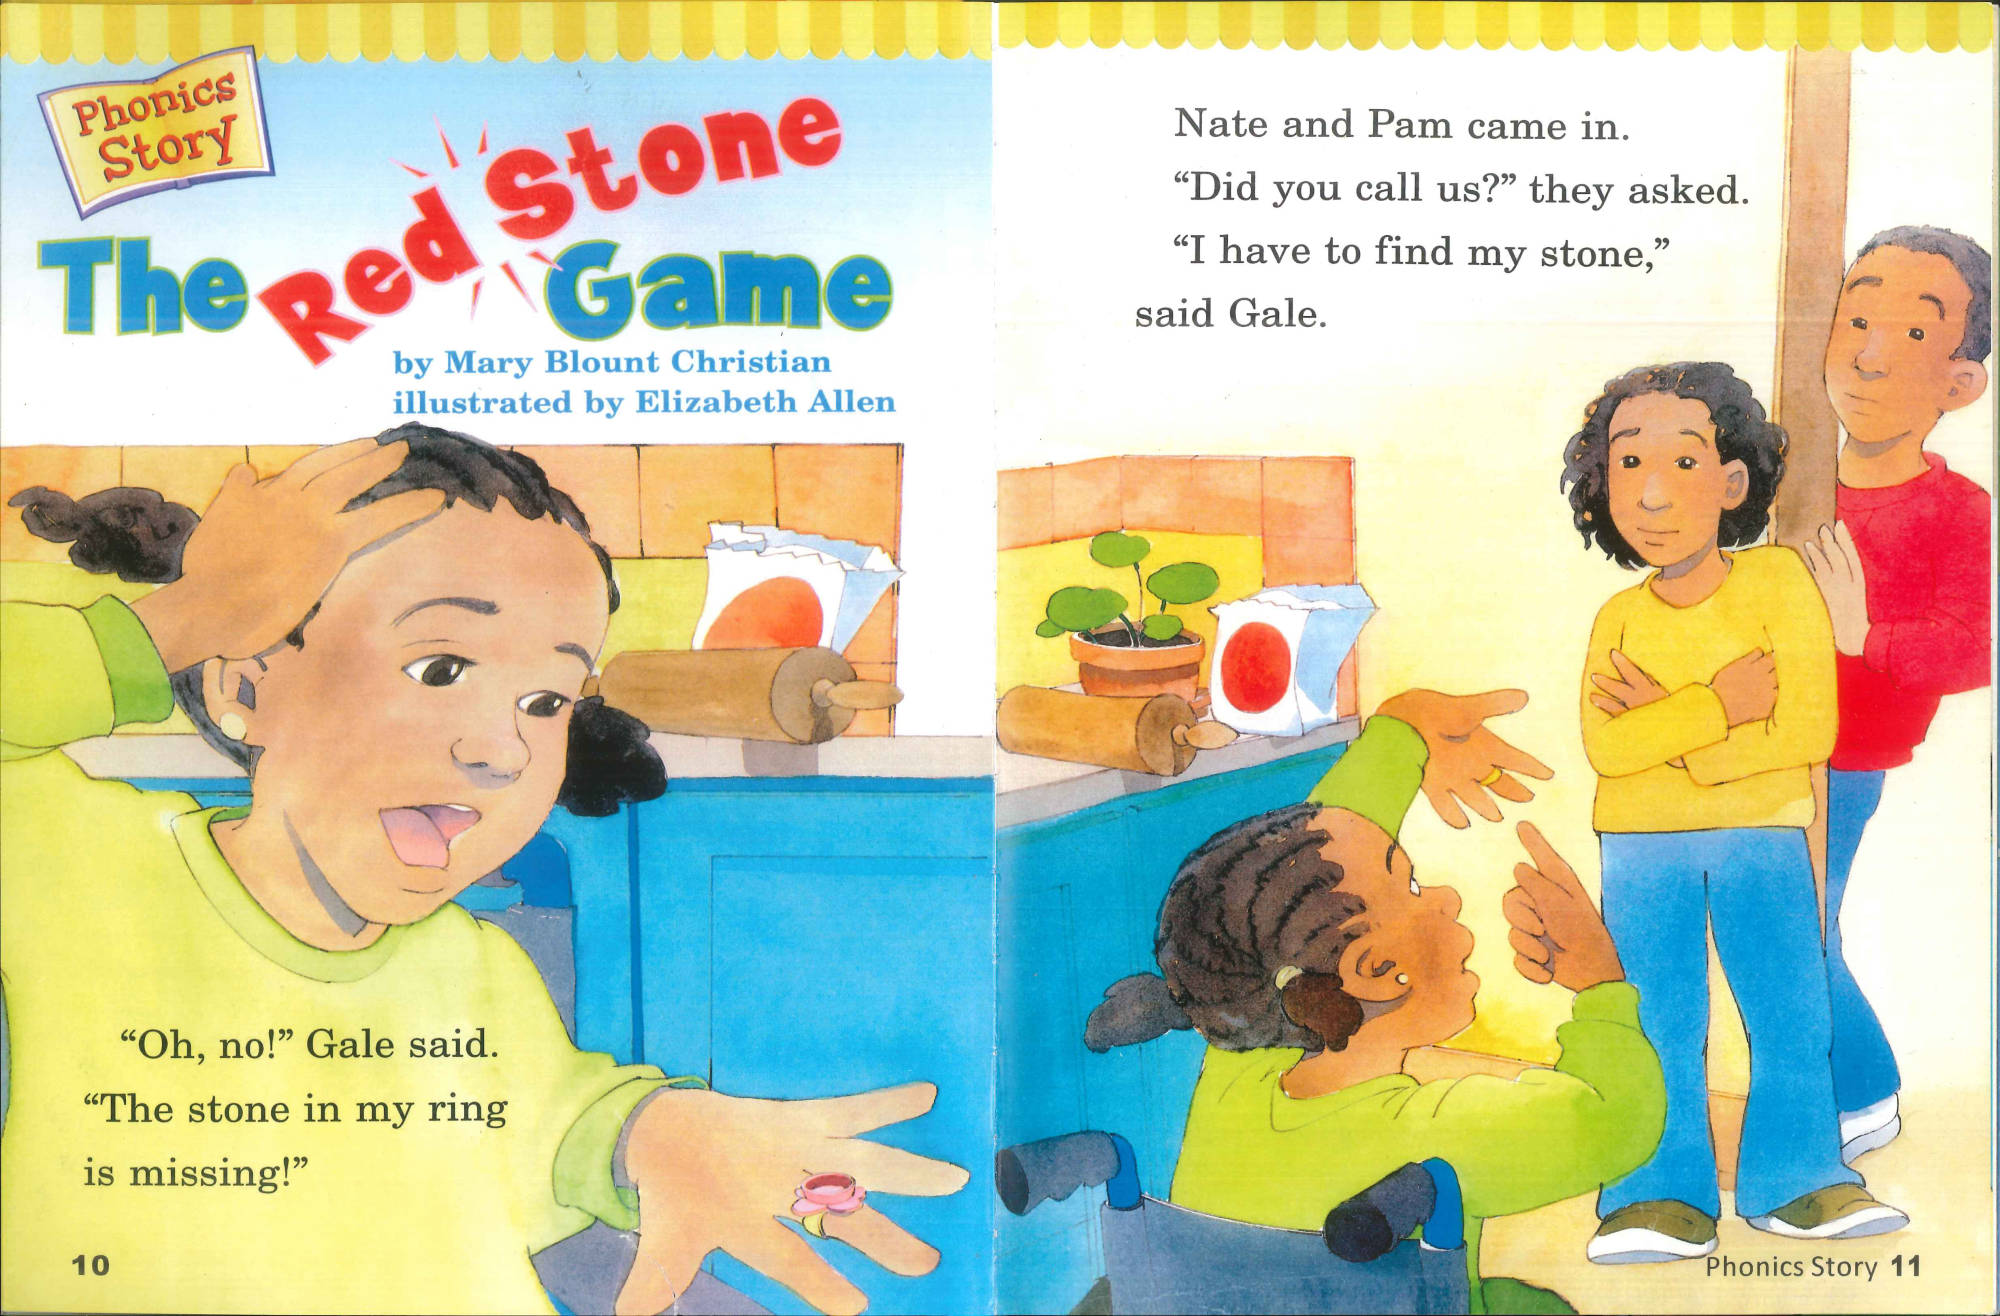 Phonics
Story
The Red Stone
Game
by Mary Blount Christian
illustrated by Elizabeth Allen
“Oh, no!” Gale said.
“The stone in my ring
is missing!”
10
Nate and Pam came in.
“Did you call us?” they asked.
“I have to find my stone,”
said Gale.
Phonics Story 11